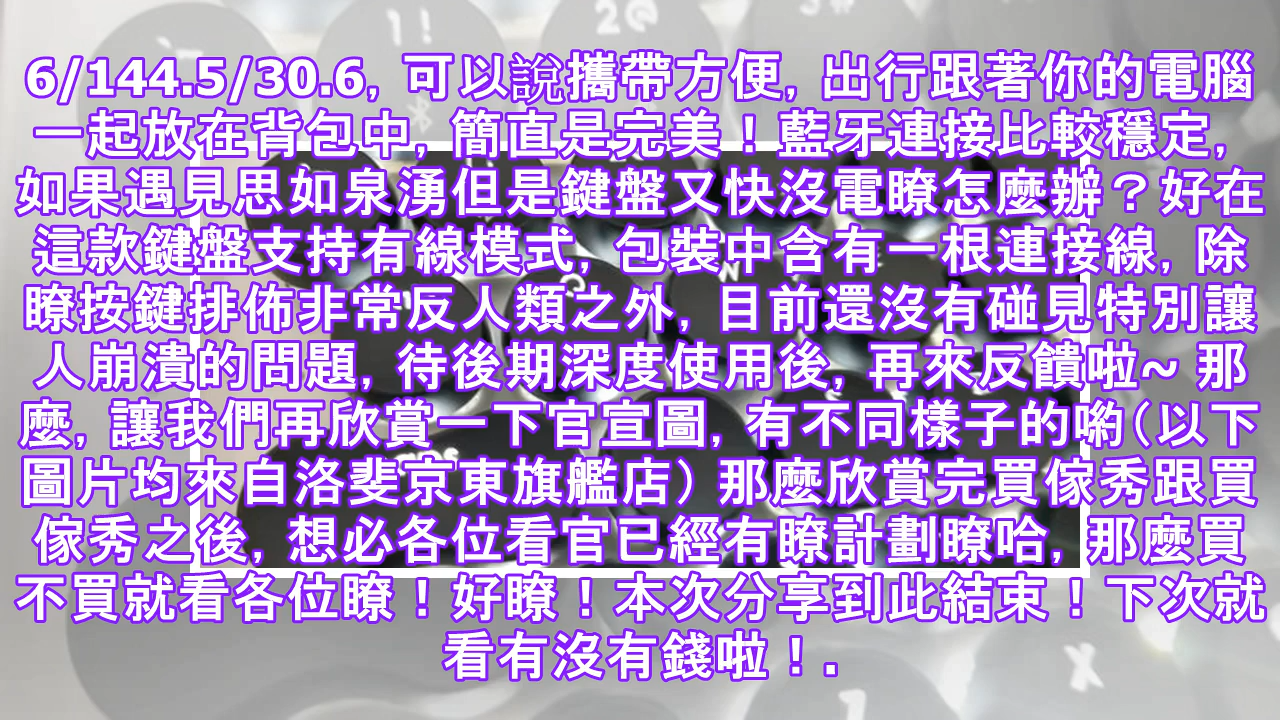 6/144.5/30.6, 可以說攜帶方便, 出行跟著你的電腦
一起放在背包中, 簡直是完美！藍牙連接比較穩定,
如果遇見思如泉湧但是鍵盤又快沒電瞭怎麼辦？好在
這款鍵盤支持有線模式, 包裝中含有一根連接線, 除
瞭按鍵排佈非常反人類之外, 目前還沒有碰見特別讓
人崩潰的問題, 待後期深度使用後, 再來反饋啦~ 那
麼, 讓我們再欣賞一下官宣圖, 有不同樣子的喲（以下
圖片均來自洛斐京東旗艦店）那麼欣賞完買傢秀跟買
傢秀之後, 想必各位看官已經有瞭計劃瞭哈, 那麼買
不買就看各位瞭！好瞭！本次分享到此結束！下次就
看有沒有錢啦！.
1!
2@
X
1